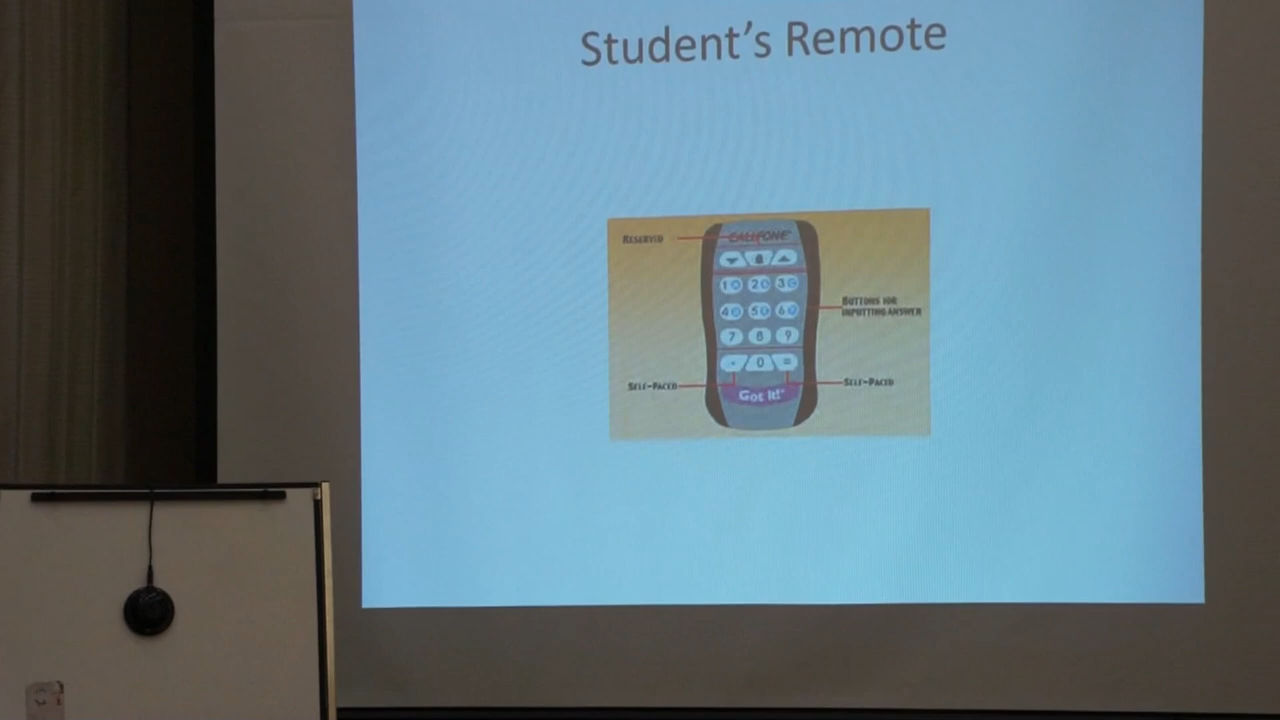 Student's Remote
RESERVED
CALIFONE
1 2 3
BUTTONS FOR
INPUTTING ANSWER
4 5 6
7 8 9
- 0 =
SELF-PACED
SELF-PACED
Got It!